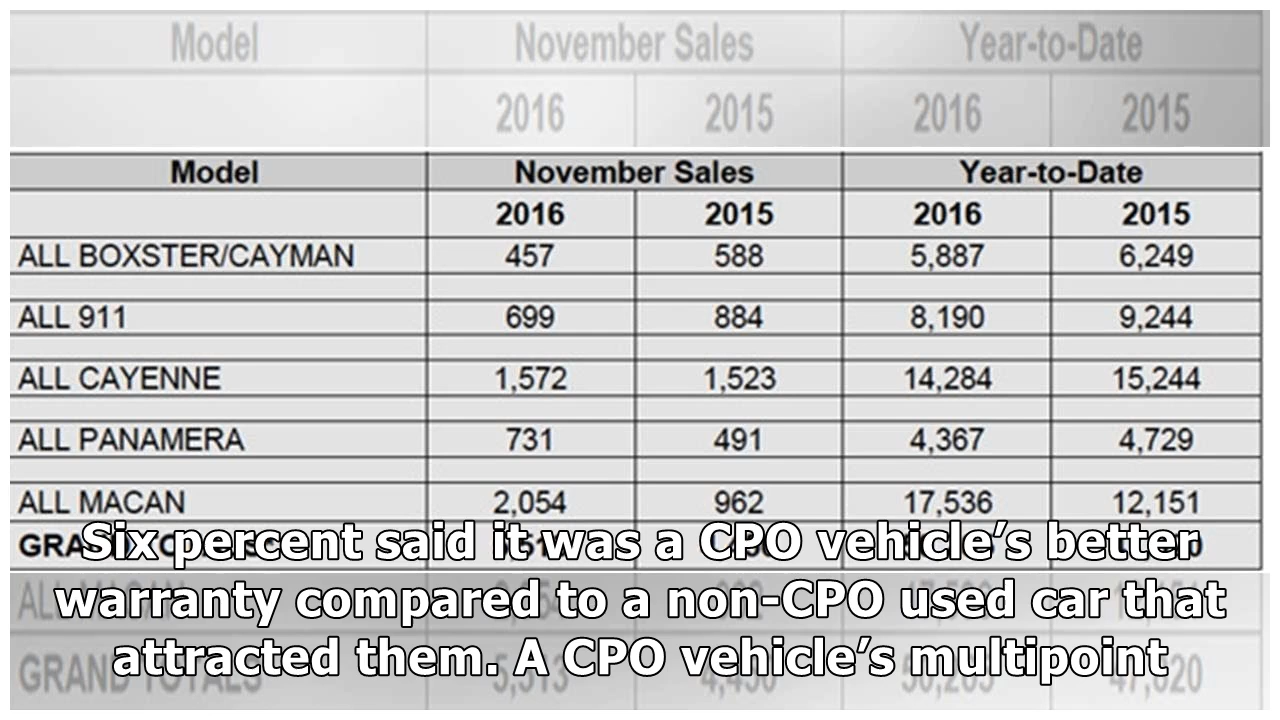 Model November Sales Year-to-Date
2016 2015 2016 2015
Model November Sales Year-to-Date
2016 2015 2016 2015
ALL BOXSTER/CAYMAN 457 588 5,887 6,249
ALL 911 699 884 8,190 9,244
ALL CAYENNE 1,572 1,523 14,284 15,244
ALL PANAMERA 731 491 4,367 4,729
ALL MACAN 2,054 962 17,536 12,151
Six percent said it was a CPO vehicle’s better
warranty compared to a non-CPO used car that
attracted them. A CPO vehicle’s multipoint
GRAND TOTALS 5,513